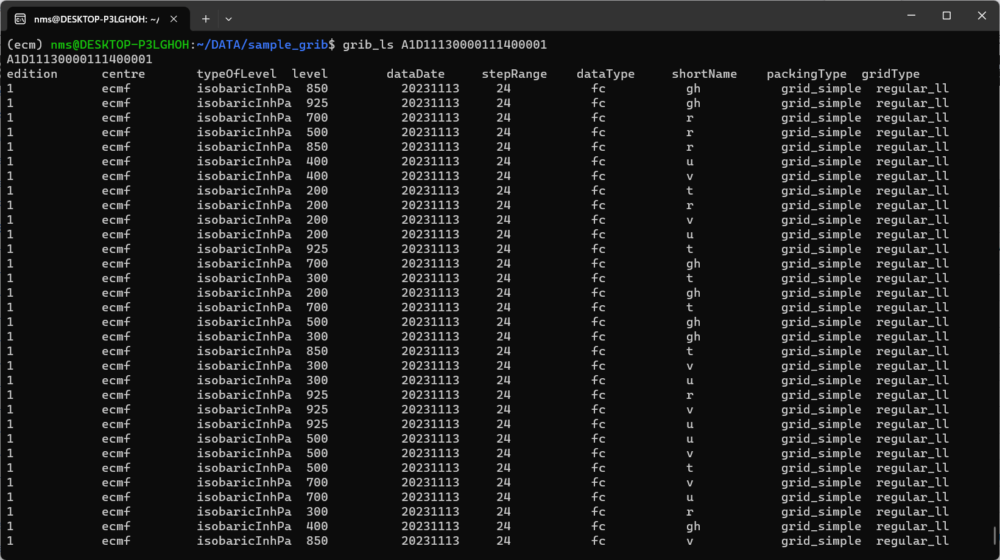 nms@DESKTOP-P3LGHOH: ~/
(ecm) nms@DESKTOP-P3LGHOH:~/DATA/sample_grib$ grib_ls A1D11130000111400001
A1D11130000111400001
edition centre typeOfLevel level dataDate stepRange dataType shortName packingType gridType
1 ecmf isobaricInhPa 850 20231113 24 fc gh grid_simple regular_ll
1 ecmf isobaricInhPa 925 20231113 24 fc gh grid_simple regular_ll
1 ecmf isobaricInhPa 700 20231113 24 fc r grid_simple regular_ll
1 ecmf isobaricInhPa 500 20231113 24 fc r grid_simple regular_ll
1 ecmf isobaricInhPa 850 20231113 24 fc r grid_simple regular_ll
1 ecmf isobaricInhPa 400 20231113 24 fc u grid_simple regular_ll
1 ecmf isobaricInhPa 400 20231113 24 fc v grid_simple regular_ll
1 ecmf isobaricInhPa 200 20231113 24 fc t grid_simple regular_ll
1 ecmf isobaricInhPa 200 20231113 24 fc r grid_simple regular_ll
1 ecmf isobaricInhPa 200 20231113 24 fc v grid_simple regular_ll
1 ecmf isobaricInhPa 200 20231113 24 fc u grid_simple regular_ll
1 ecmf isobaricInhPa 925 20231113 24 fc t grid_simple regular_ll
1 ecmf isobaricInhPa 700 20231113 24 fc gh grid_simple regular_ll
1 ecmf isobaricInhPa 300 20231113 24 fc t grid_simple regular_ll
1 ecmf isobaricInhPa 200 20231113 24 fc gh grid_simple regular_ll
1 ecmf isobaricInhPa 700 20231113 24 fc t grid_simple regular_ll
1 ecmf isobaricInhPa 500 20231113 24 fc gh grid_simple regular_ll
1 ecmf isobaricInhPa 300 20231113 24 fc gh grid_simple regular_ll
1 ecmf isobaricInhPa 850 20231113 24 fc t grid_simple regular_ll
1 ecmf isobaricInhPa 300 20231113 24 fc v grid_simple regular_ll
1 ecmf isobaricInhPa 300 20231113 24 fc u grid_simple regular_ll
1 ecmf isobaricInhPa 925 20231113 24 fc r grid_simple regular_ll
1 ecmf isobaricInhPa 925 20231113 24 fc v grid_simple regular_ll
1 ecmf isobaricInhPa 925 20231113 24 fc u grid_simple regular_ll
1 ecmf isobaricInhPa 500 20231113 24 fc u grid_simple regular_ll
1 ecmf isobaricInhPa 500 20231113 24 fc v grid_simple regular_ll
1 ecmf isobaricInhPa 500 20231113 24 fc t grid_simple regular_ll
1 ecmf isobaricInhPa 700 20231113 24 fc v grid_simple regular_ll
1 ecmf isobaricInhPa 700 20231113 24 fc u grid_simple regular_ll
1 ecmf isobaricInhPa 300 20231113 24 fc r grid_simple regular_ll
1 ecmf isobaricInhPa 400 20231113 24 fc gh grid_simple regular_ll
1 ecmf isobaricInhPa 850 20231113 24 fc v grid_simple regular_ll